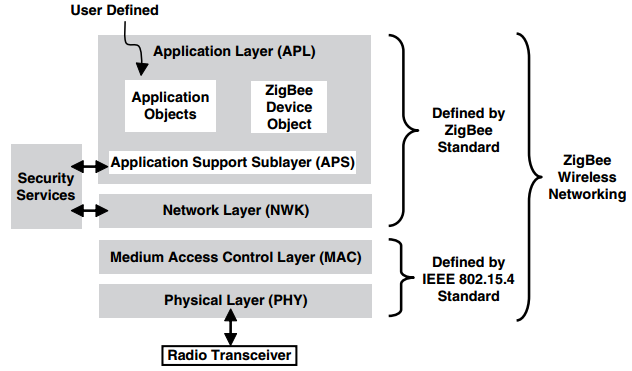 User Defined
Application Layer (APL)
Application
Objects
ZigBee
Device
Object
Application Support Sublayer (APS)
Security
Services
Network Layer (NWK)
Medium Access Control Layer (MAC)
Physical Layer (PHY)
Radio Transceiver
Defined by
ZigBee
Standard
Defined by
IEEE 802.15.4
Standard
ZigBee
Wireless
Networking